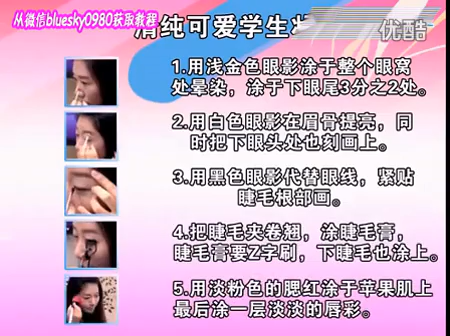 从微信bluesky0980获取教程
清纯可爱学生妆
优酷
1.用浅金色眼影涂于整个眼窝
处晕染，涂于下眼尾3分之2处。
2.用白色眼影在眉骨提亮，同
时把下眼头处也刻画上。
3.用黑色眼影代替眼线，紧贴
睫毛根部画。
4.把睫毛夹卷翘，涂睫毛膏，
睫毛膏要Z字刷，下睫毛也涂上。
5.用淡粉色的腮红涂于苹果肌上
最后涂一层淡淡的唇彩。